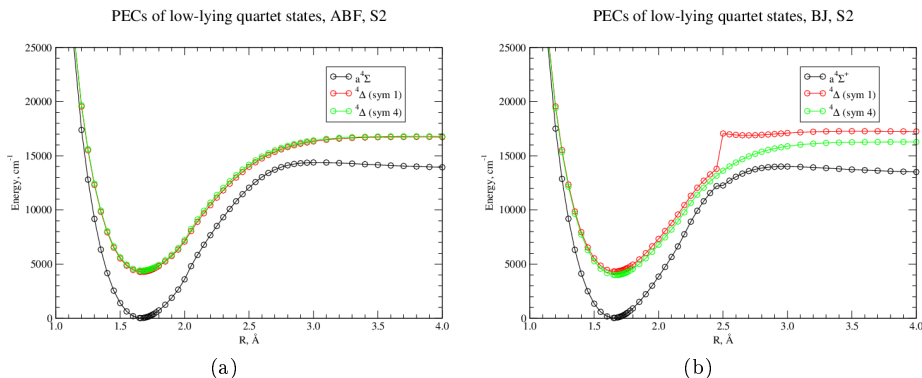 PECs of low-lying quartet states, ABF, S2
25000
20000
15000
10000
5000
0
Energy, cm⁻¹
a⁴Σ
⁴Δ (sym 1)
⁴Δ (sym 4)
1.0 1.5 2.0 2.5 3.0 3.5 4.0
R, Å
(a)
PECs of low-lying quartet states, BJ, S2
25000
20000
15000
10000
5000
0
Energy, cm⁻¹
a⁴Σ⁺
⁴Δ (sym 1)
⁴Δ (sym 4)
1.0 1.5 2.0 2.5 3.0 3.5 4.0
R, Å
(b)